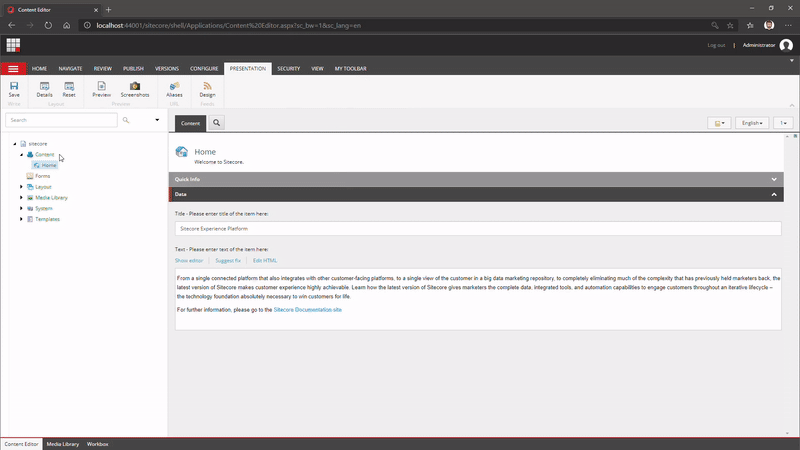 Content Editor
localhost:44001/sitecore/shell/Applications/Content%20Editor.aspx?sc_bw=1&sc_lang=en
Log out | Administrator
HOME NAVIGATE REVIEW PUBLISH VERSIONS CONFIGURE PRESENTATION SECURITY VIEW MY TOOLBAR
Save Details Reset Preview Screenshots Aliases Design
Write Layout Preview URL Feeds
Search
Content
English
1
sitecore
Content
Home
Forms
Layout
Media Library
System
Templates
Home
Welcome to Sitecore.
Quick Info
Data
Title - Please enter title of the item here:
Sitecore Experience Platform
Text - Please enter text of the item here:
Show editor Suggest fix Edit HTML
From a single connected platform that also integrates with other customer-facing platforms, to a single view of the customer in a big data marketing repository, to completely eliminating much of the complexity that has previously held marketers back, the
latest version of Sitecore makes customer experience highly achievable. Learn how the latest version of Sitecore gives marketers the complete data, integrated tools, and automation capabilities to engage customers throughout an iterative lifecycle –
the technology foundation absolutely necessary to win customers for life.
For further information, please go to the Sitecore Documentation site
Content Editor Media Library Workbox